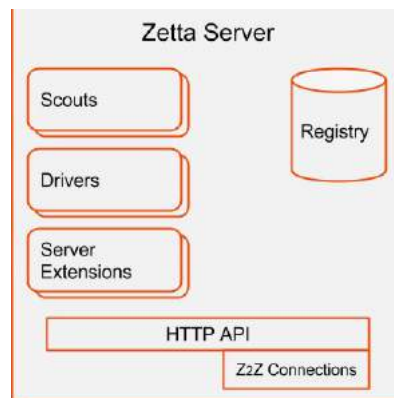 Zetta Server
Scouts
Registry
Drivers
Server
Extensions
HTTP API
Z2Z Connections